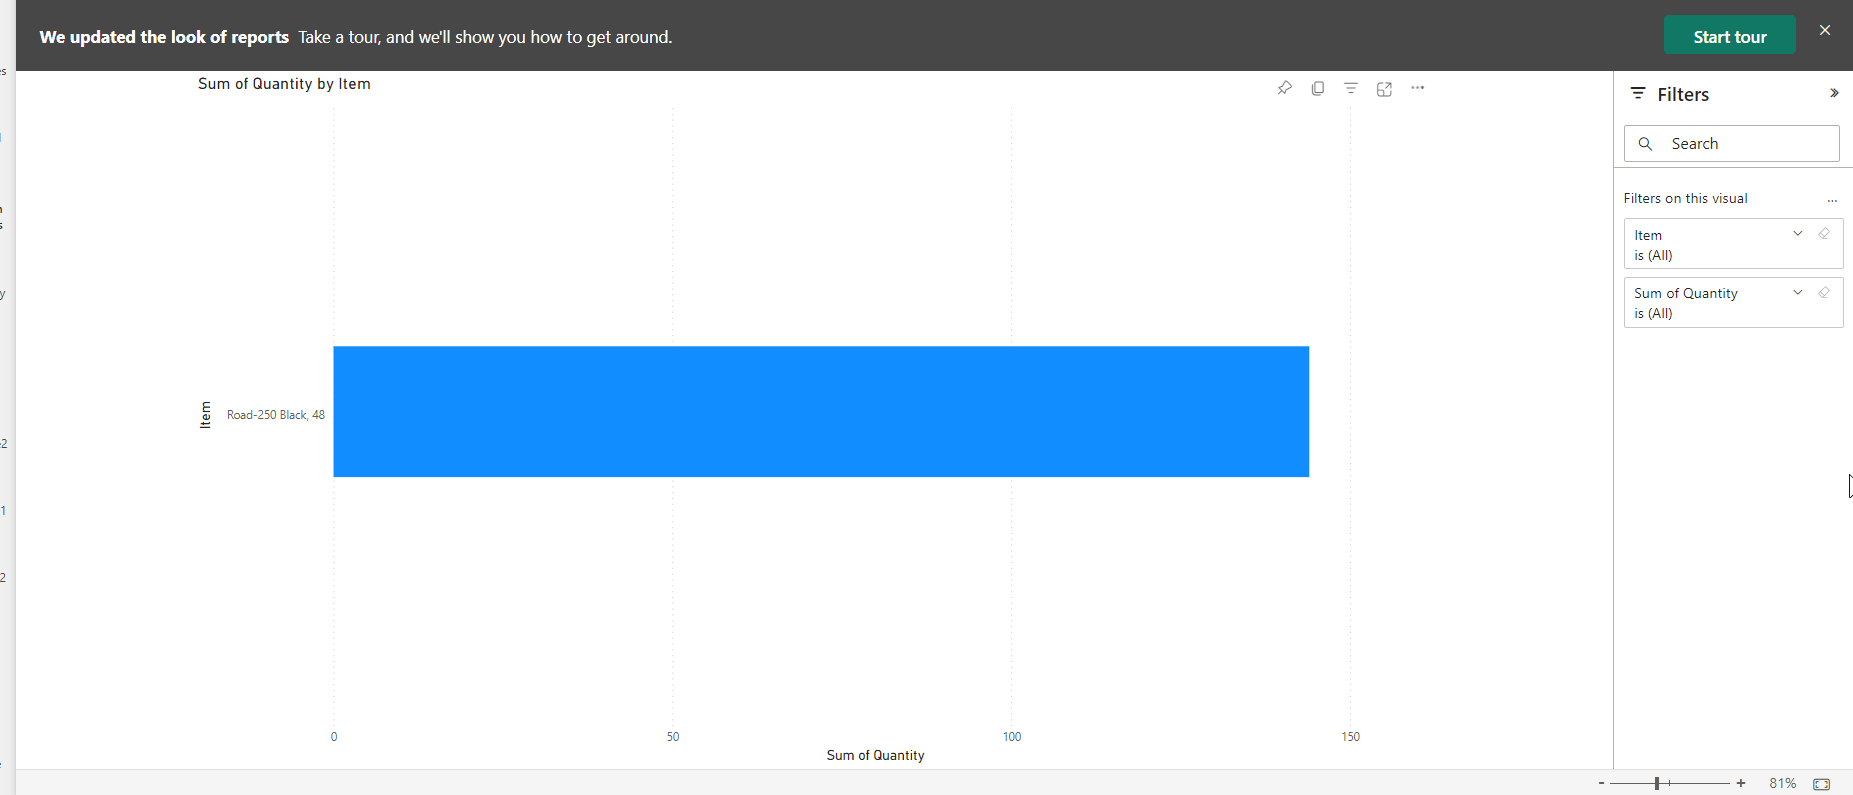 We updated the look of reports Take a tour, and we'll show you how to get around.
Start tour
Sum of Quantity by Item
Filters
Search
Filters on this visual
Item
is (All)
Sum of Quantity
is (All)
Item
Road-250 Black, 48
0 50 100 150
Sum of Quantity
- + 81%